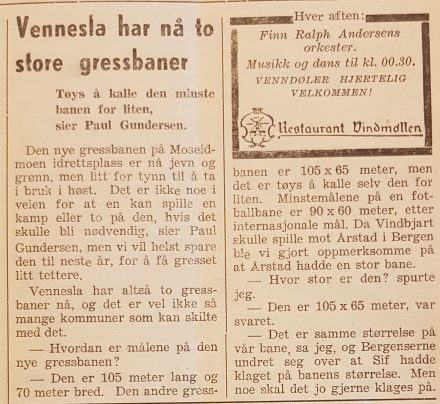 Vennesla har nå to
store gressbaner
Tøys å kalle den minste
banen for liten,
sier Paul Gundersen.
Den nye gressbanen på Moseid-
moen idrettsplass er nå jevn og
grønn, men litt for tynn til å ta
i bruk i høst. Det er ikke noe i
veien for at en kan spille en
kamp eller to på den, hvis det
skulle bli nødvendig, sier Paul
Gundersen, men vi vil helst spare
den til neste år, for å få gresset
litt tettere.
Vennesla har altså to gress-
baner nå, og det er vel ikke så
mange kommuner som kan skilte
med det.
— Hvordan er målene på den
nye gressbanen?
— Den er 105 meter lang og
70 meter bred. Den andre gress-
Hver aften:
Finn Ralph Andersens
orkester.
Musikk og dans til kl. 00.30.
VENNDØLER HJERTELIG
VELKOMMEN!
Restaurant Vindmøllen
banen er 105 x 65 meter, men
det er tøys å kalle selv den for
liten. Minstemålene på en fot-
ballbane er 90 x 60 meter, etter
internasjonale mål. Da Vindbjart
skulle spille mot Årstad i Bergen
ble vi gjort oppmerksomme på
at Årstad hadde en stor bane.
— Hvor stor er den? spurte
jeg.
— Den er 105 x 65 meter, var
svaret.
— Det er samme størrelse på
vår bane, sa jeg, og Bergenserne
undret seg over at Sif hadde
klaget på banens størrelse. Men
noe skal det jo gjerne klages på.